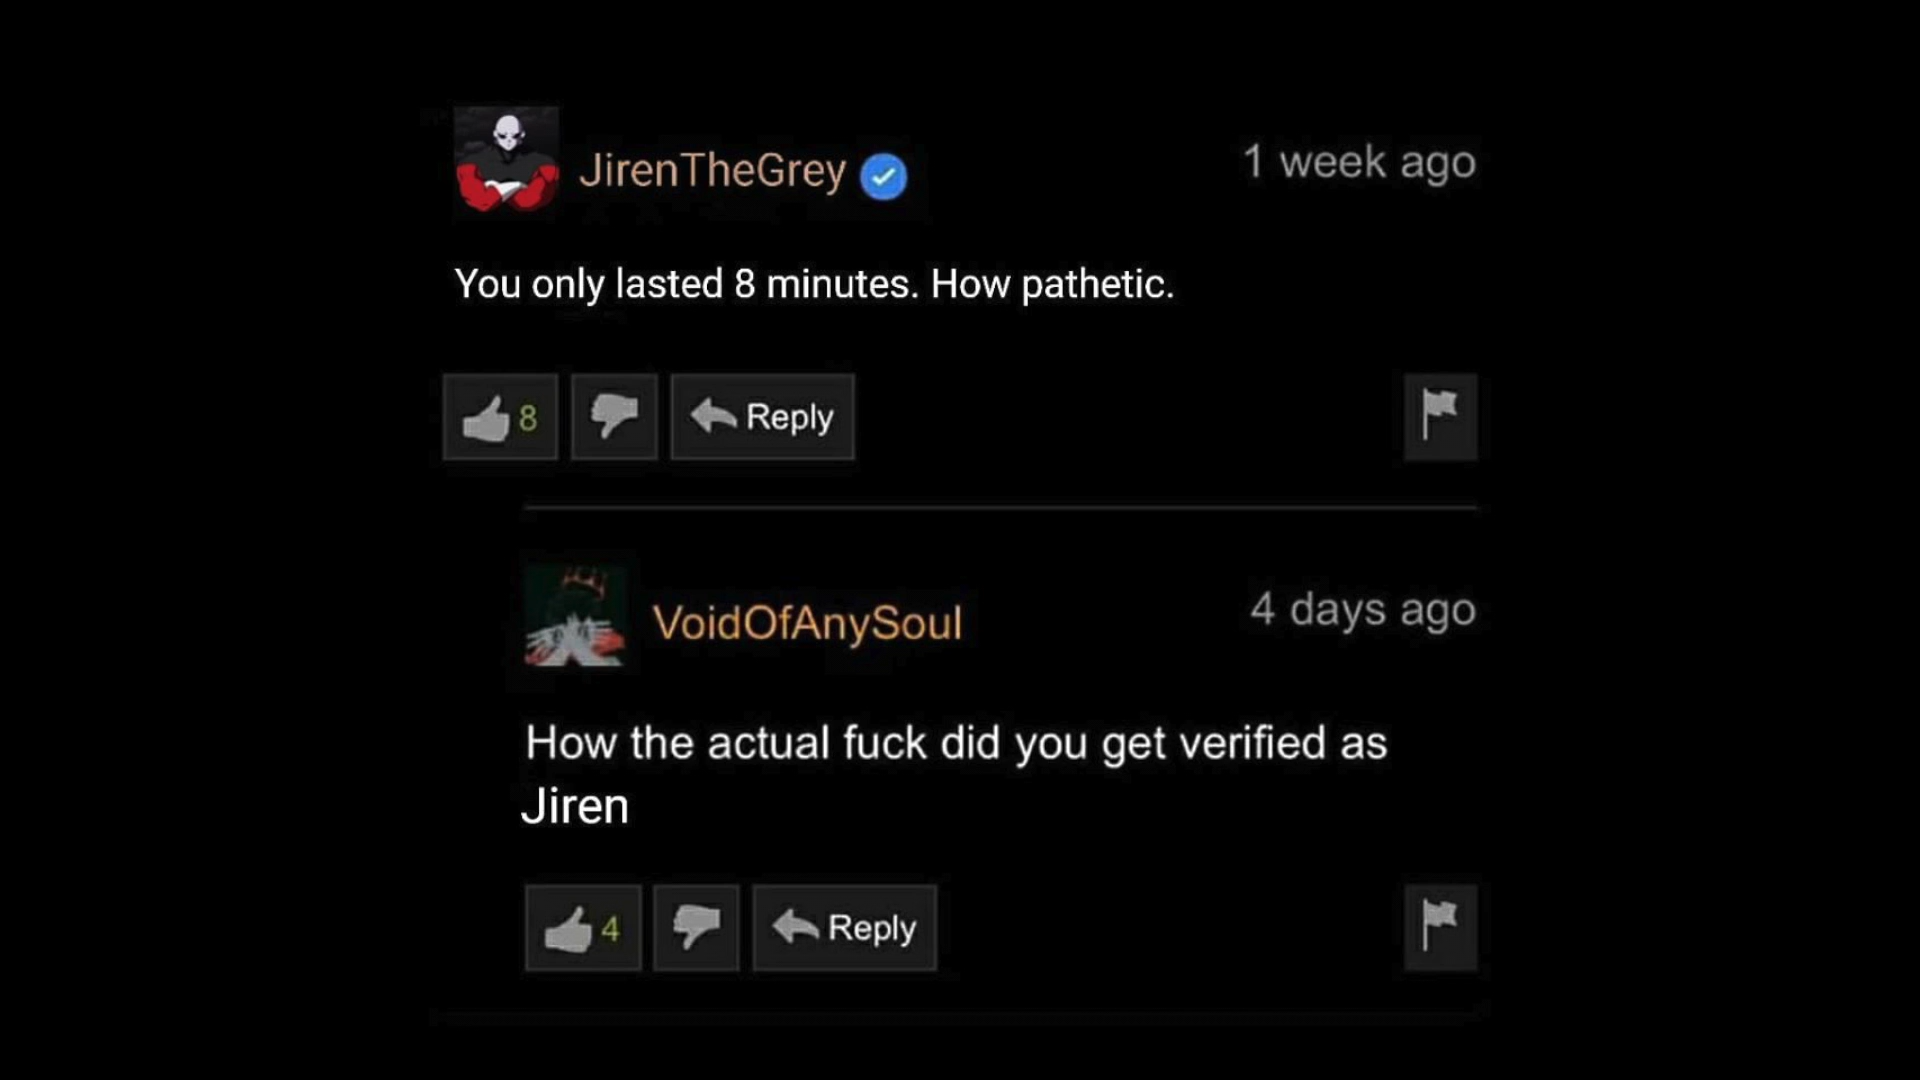 JirenTheGrey
1 week ago
You only lasted 8 minutes. How pathetic.
8
Reply
VoidOfAnySoul
4 days ago
How the actual fuck did you get verified as
Jiren
4
Reply